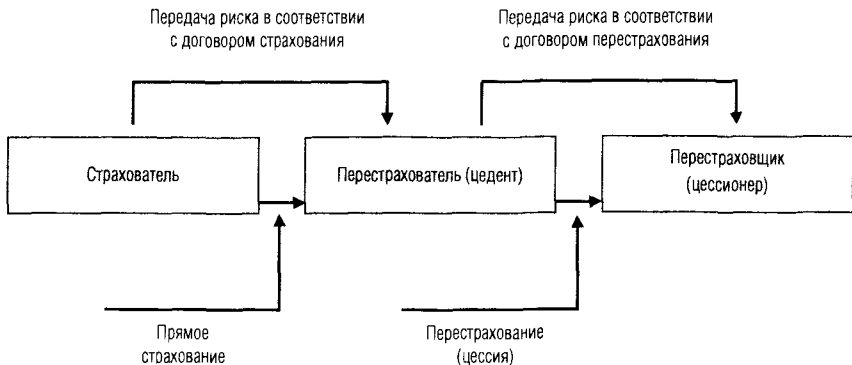 Передача риска в соответствии
с договором страхования
Передача риска в соответствии
с договором перестрахования
Страхователь
Перестрахователь (цедент)
Перестраховщик
(цессионер)
Прямое
страхование
Перестрахование
(цессия)